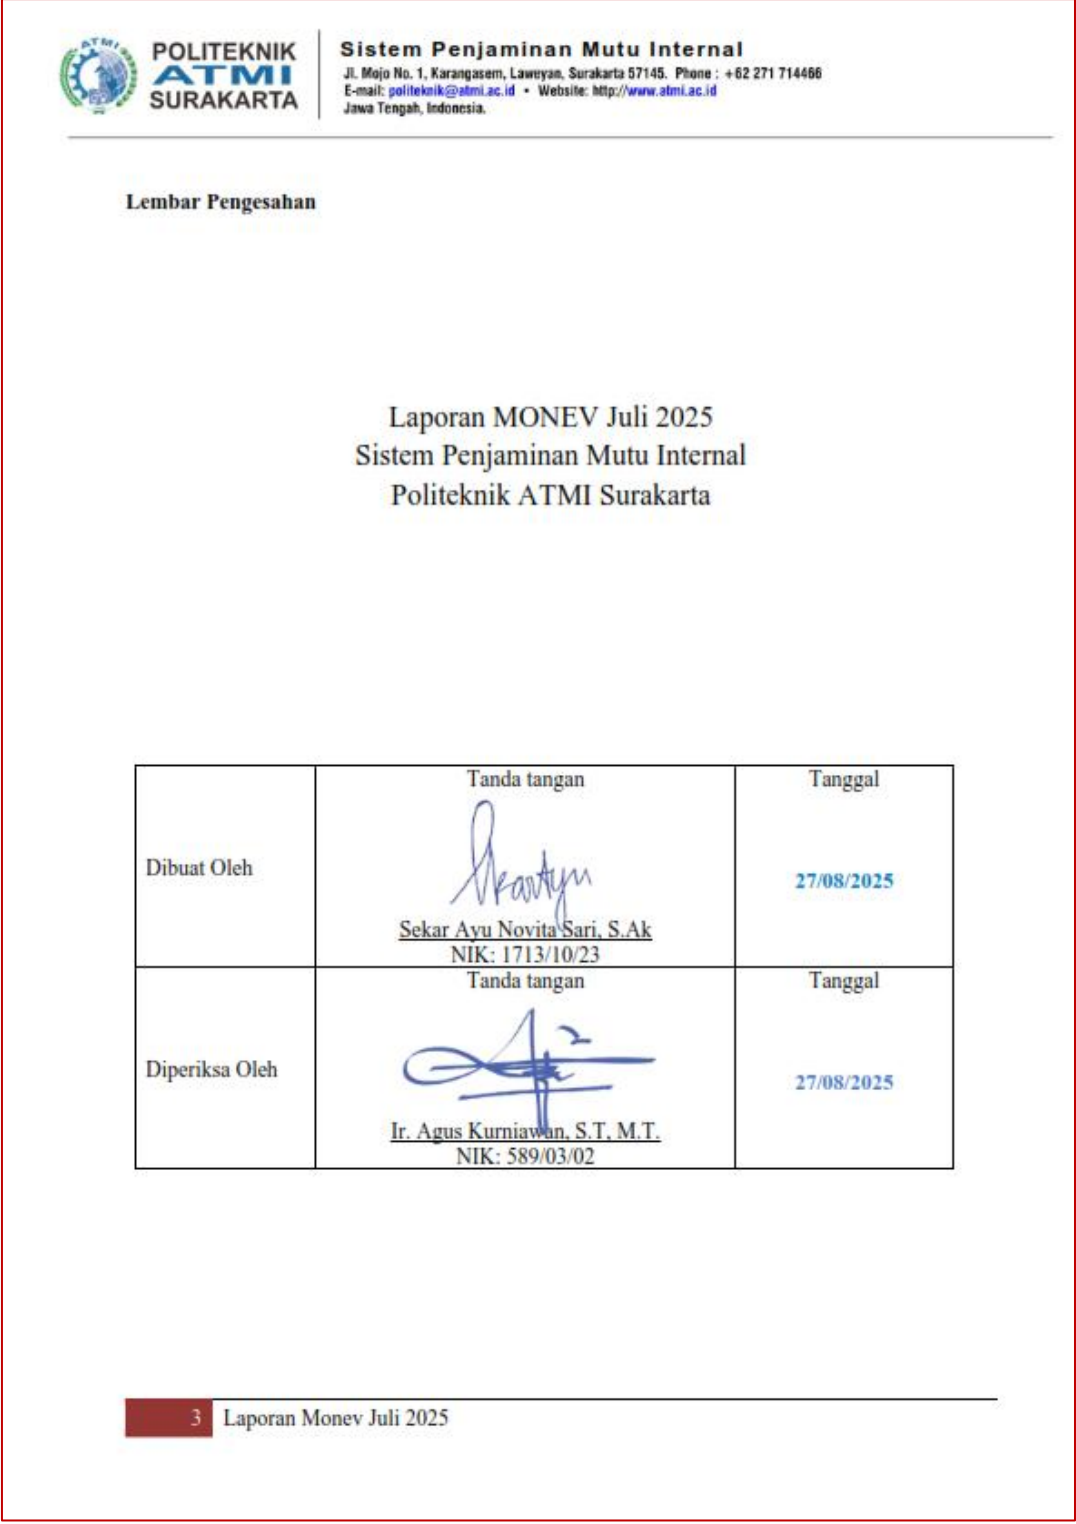 POLITEKNIK
ATMI
SURAKARTA
Sistem Penjaminan Mutu Internal
Jl. Mojo No. 1, Karangasem, Laweyan, Surakarta 57145. Phone : +62 271 714466
E-mail: politeknik@atmi.ac.id • Website: http://www.atmi.ac.id
Jawa Tengah, Indonesia.
Lembar Pengesahan
Laporan MONEV Juli 2025
Sistem Penjaminan Mutu Internal
Politeknik ATMI Surakarta
Tanda tangan
Tanggal
Dibuat Oleh
27/08/2025
Sekar Ayu Novita Sari, S.Ak
NIK: 1713/10/23
Tanda tangan
Tanggal
Diperiksa Oleh
27/08/2025
Ir. Agus Kurniawan, S.T, M.T.
NIK: 589/03/02
3 Laporan Monev Juli 2025